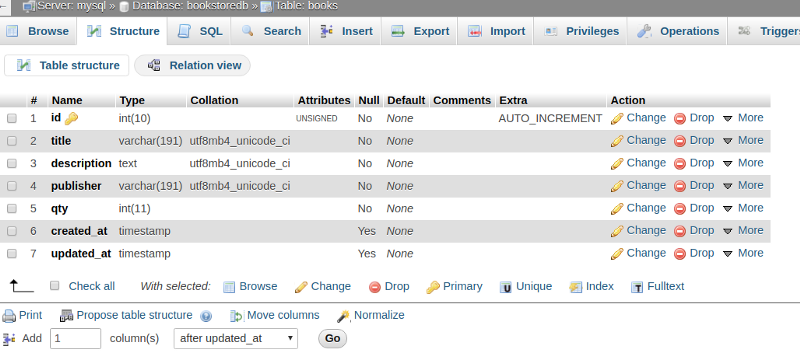 Server: mysql » Database: bookstoredb » Table: books
Browse Structure SQL Search Insert Export Import Privileges Operations Triggers
Table structure Relation view
# Name Type Collation Attributes Null Default Comments Extra Action
1 id int(10) UNSIGNED No None AUTO_INCREMENT Change Drop More
2 title varchar(191) utf8mb4_unicode_ci No None Change Drop More
3 description text utf8mb4_unicode_ci No None Change Drop More
4 publisher varchar(191) utf8mb4_unicode_ci No None Change Drop More
5 qty int(11) No None Change Drop More
6 created_at timestamp Yes None Change Drop More
7 updated_at timestamp Yes None Change Drop More
Check all With selected: Browse Change Drop Primary Unique Index Fulltext
Print Propose table structure Move columns Normalize
Add 1 column(s) after updated_at Go